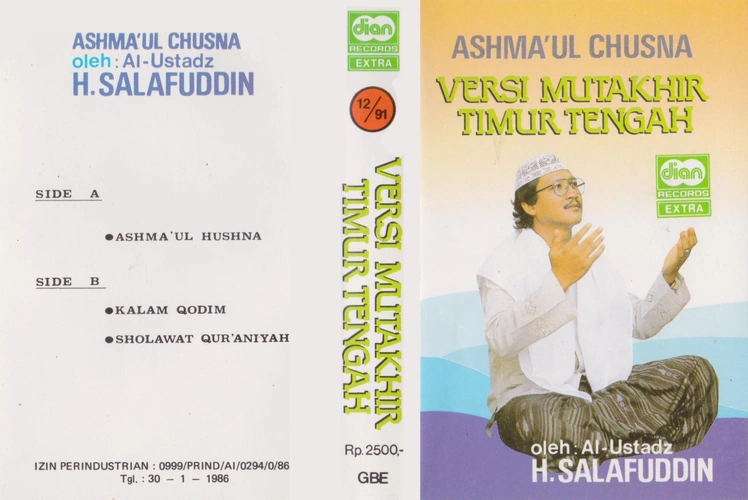 ASHMA'UL CHUSNA
oleh : Al-Ustadz
H. SALAFUDDIN
SIDE A
●ASHMA'UL HUSHNA
SIDE B
●KALAM QODIM
●SHOLAWAT QUR'ANIYAH
IZIN PERINDUSTRIAN : 0999/PRIND/AI/0294/0/86
Tgl. : 30 - 1 - 1986
dian
RECORDS
EXTRA
12/91
VERSI MUTAKHIR
TIMUR TENGAH
Rp. 2500,-
GBE
ASHMA'UL CHUSNA
VERSI MUTAKHIR
TIMUR TENGAH
dian
RECORDS
EXTRA
oleh : Al-Ustadz
H. SALAFUDDIN